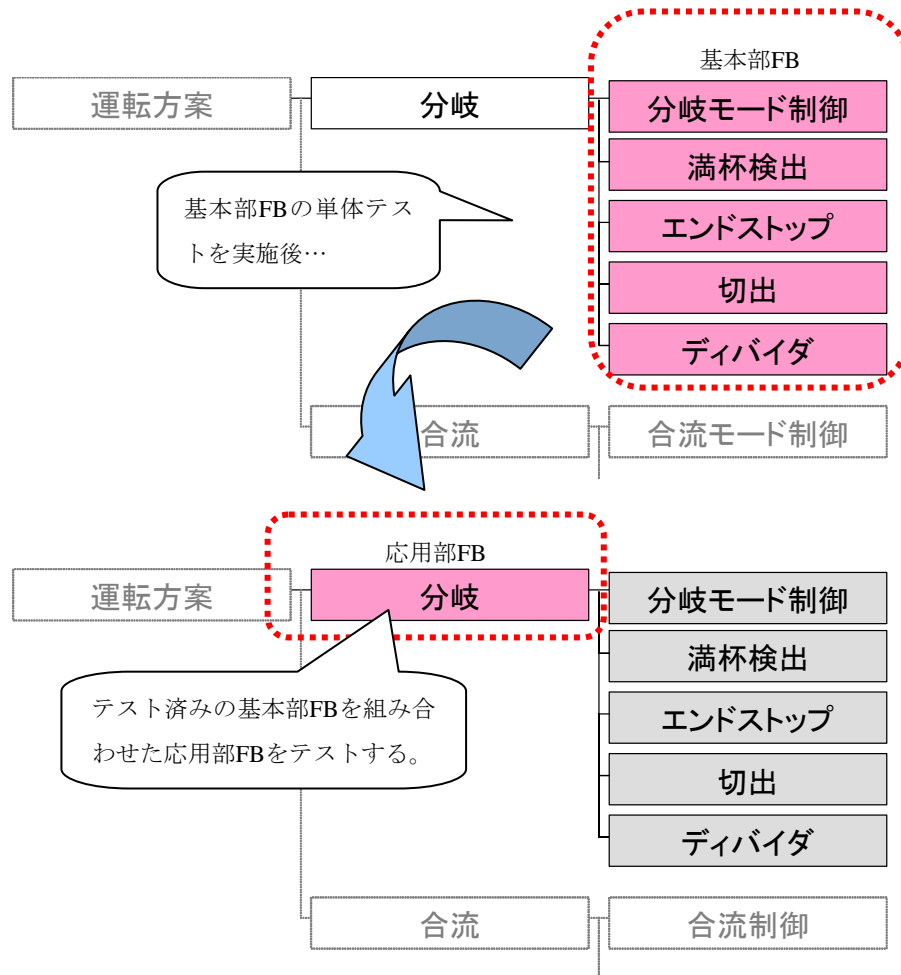 基本部FB
運転方案
分岐
分岐モード制御
満杯検出
基本部FBの単体テス
トを実施後…
エンドストップ
切出
ディバイダ
合流
合流モード制御
応用部FB
運転方案
分岐
分岐モード制御
満杯検出
テスト済みの基本部FBを組み合
わせた応用部FBをテストする。
エンドストップ
切出
ディバイダ
合流
合流制御